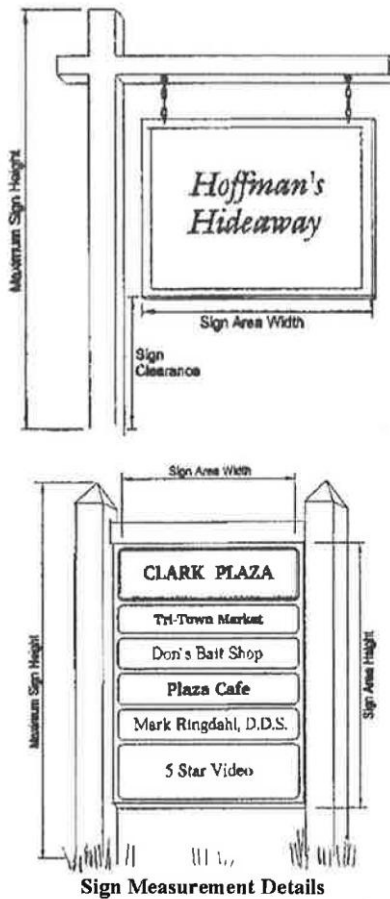 Maximum Sign Height
Hoffman's
Hideaway
Sign Area Width
Sign
Clearance
Sign Area Width
Maximum Sign Height
CLARK PLAZA
Tri-Town Market
Don's Bait Shop
Plaza Cafe
Mark Ringdahl, D.D.S.
5 Star Video
Sign Area Height
Sign Measurement Details